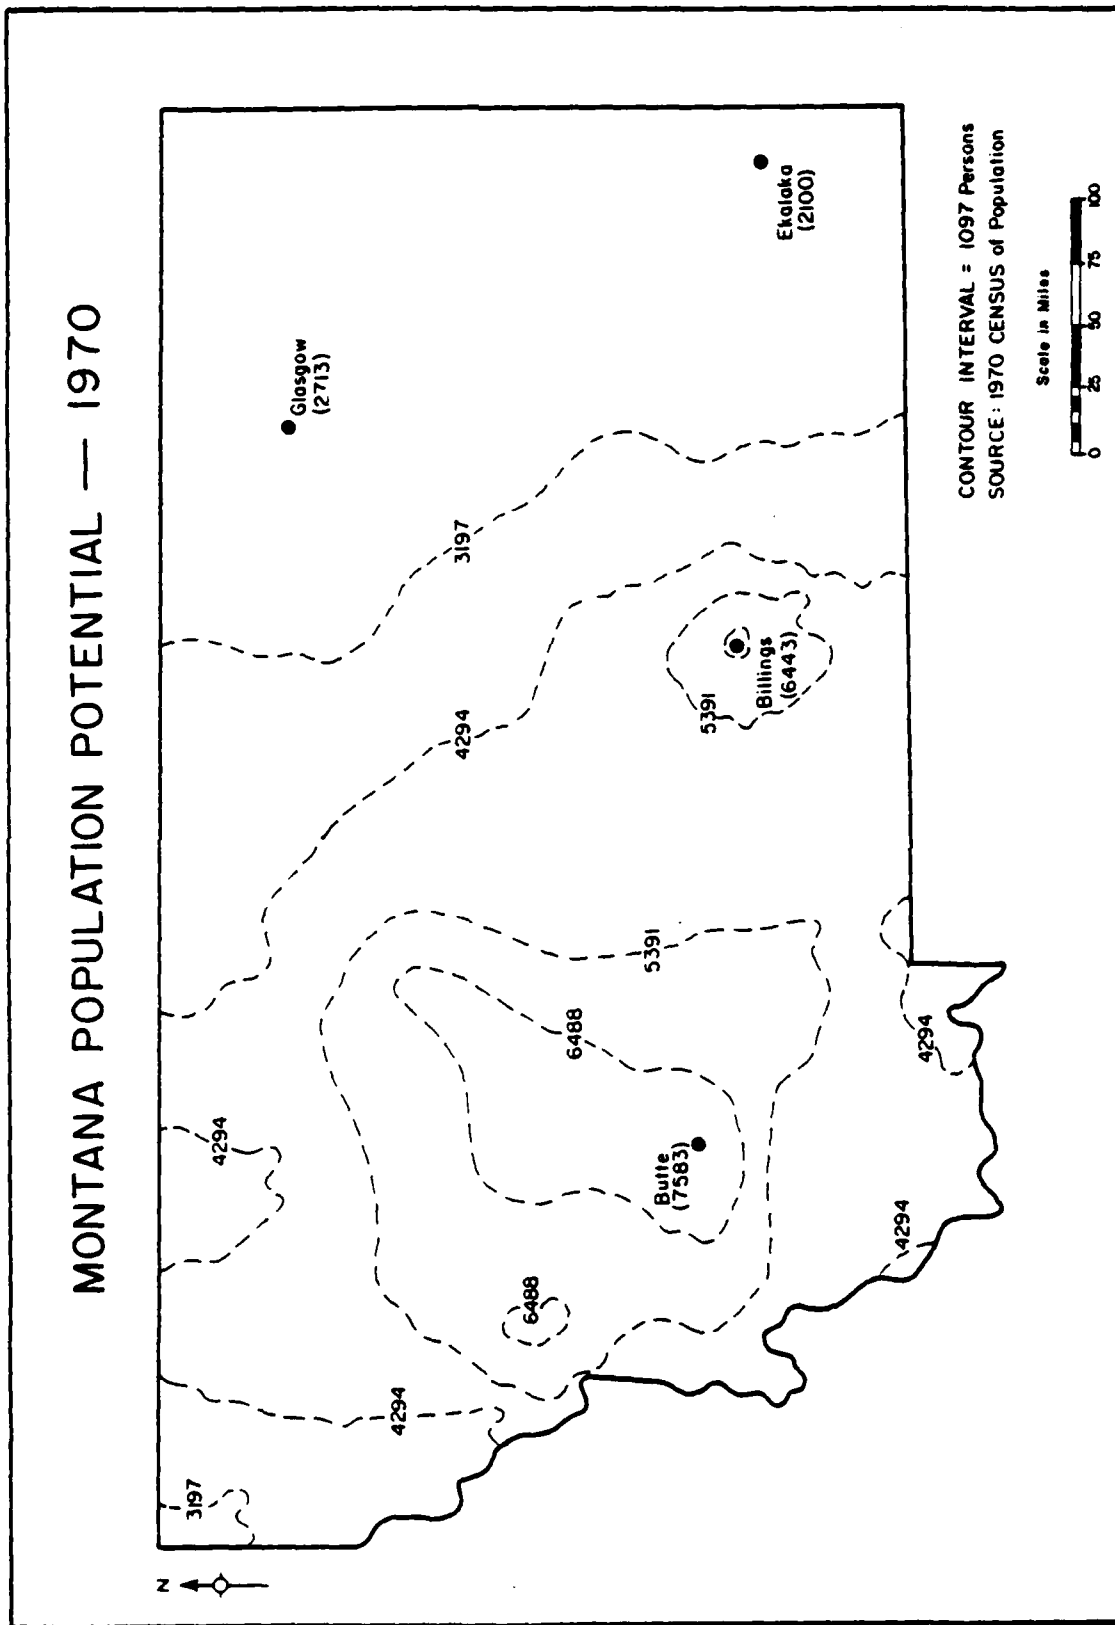 MONTANA POPULATION POTENTIAL — 1970
N
3197
4294
4294
4294
3197
Glasgow
(2713)
6488
6488
5391
5391
Butte
(7583)
Billings
(6443)
Ekalaka
(2100)
4294
4294
CONTOUR INTERVAL = 1097 Persons
SOURCE: 1970 CENSUS of Population
Scale in Miles
0 25 50 75 100